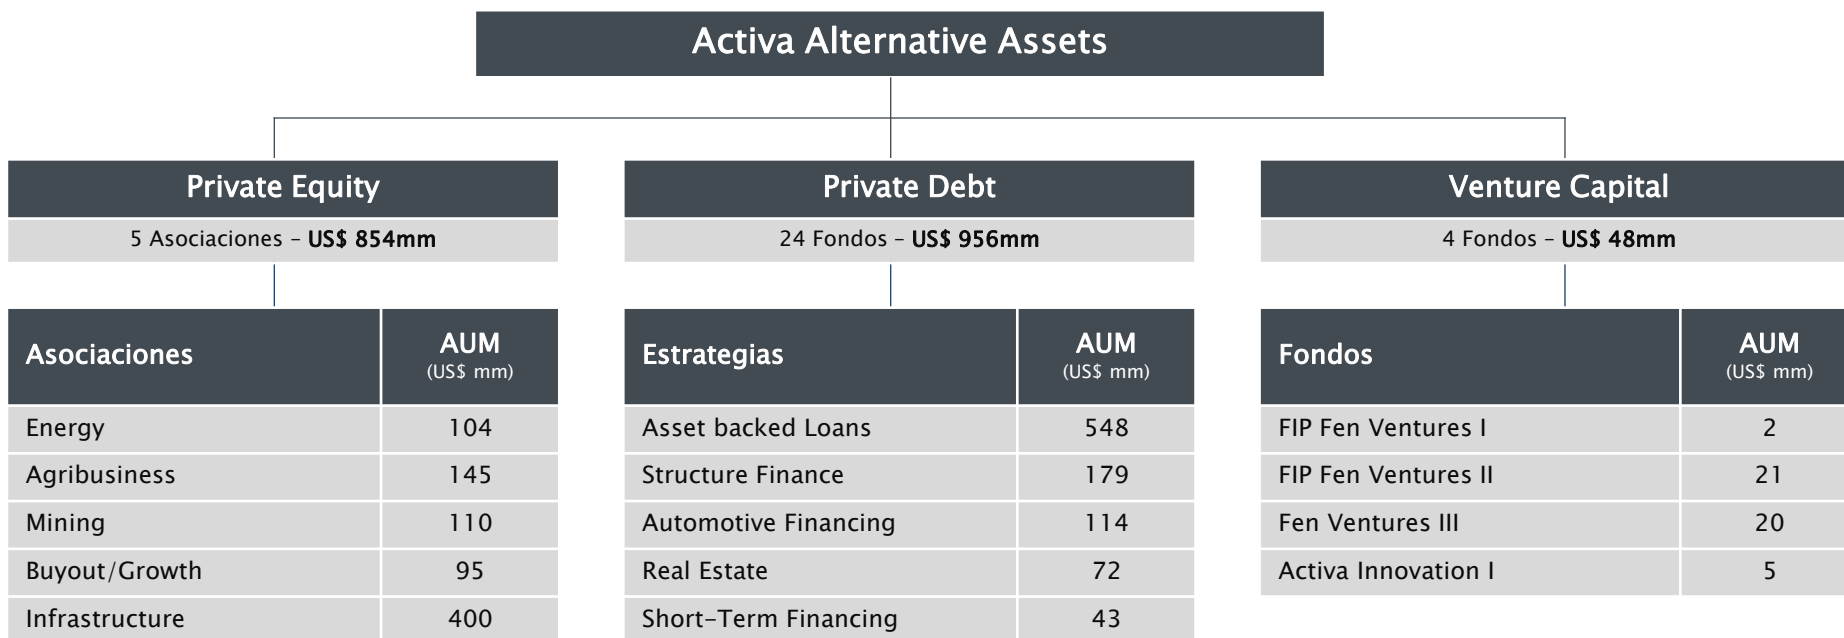 Activa Alternative Assets
Private Equity
5 Asociaciones – US$ 854mm
Asociaciones AUM
(US$ mm)
Energy 104
Agribusiness 145
Mining 110
Buyout/Growth 95
Infrastructure 400
Private Debt
24 Fondos – US$ 956mm
Estrategias AUM
(US$ mm)
Asset backed Loans 548
Structure Finance 179
Automotive Financing 114
Real Estate 72
Short-Term Financing 43
Venture Capital
4 Fondos – US$ 48mm
Fondos AUM
(US$ mm)
FIP Fen Ventures I 2
FIP Fen Ventures II 21
Fen Ventures III 20
Activa Innovation I 5